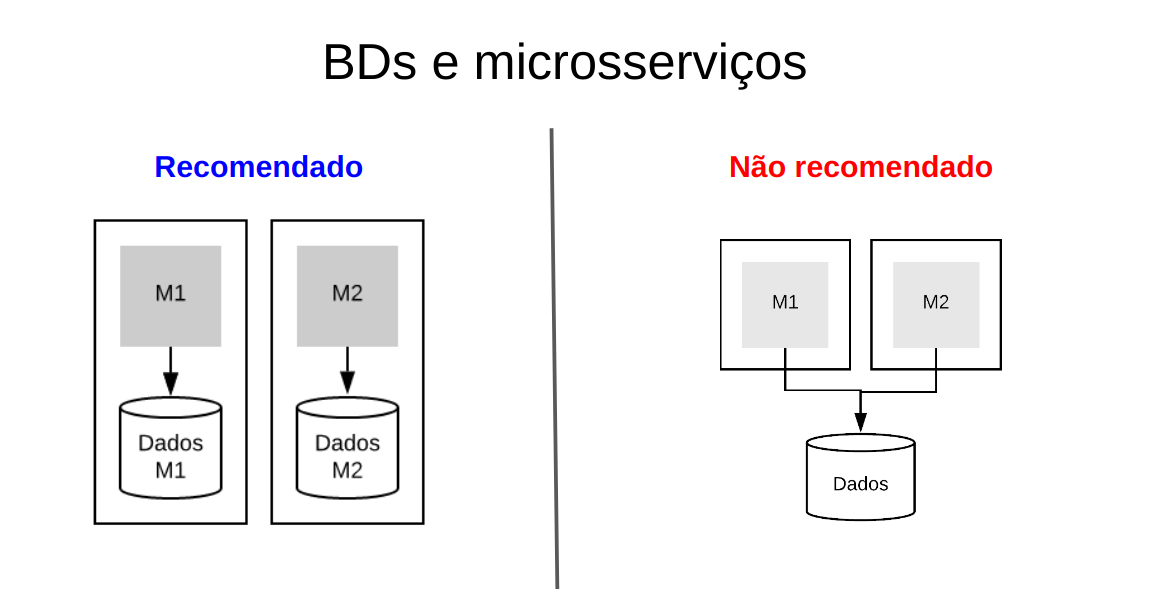 BDs e microsserviços
Recomendado
M1
M2
Dados
M1
Dados
M2
Não recomendado
M1
M2
Dados